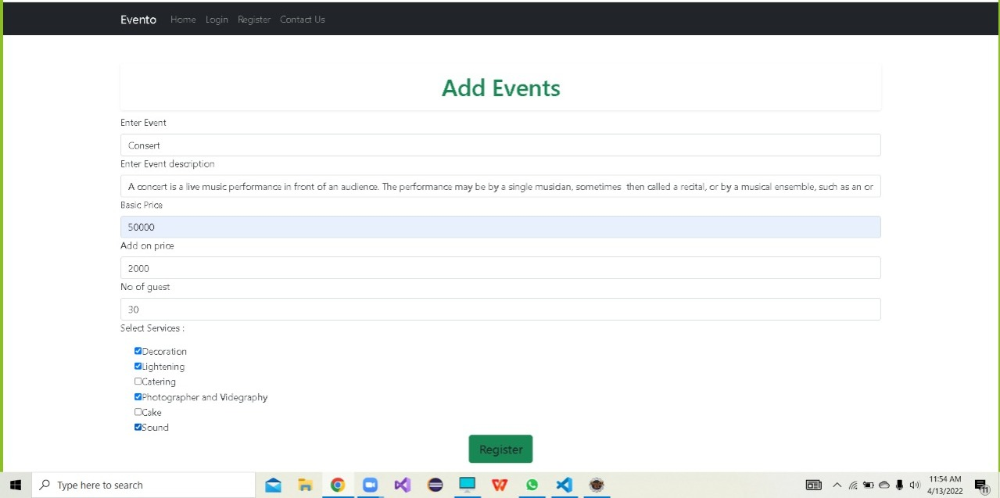 Evento Home Login Register Contact Us
Add Events
Enter Event
Consert
Enter Event description
A concert is a live music performance in front of an audience. The performance may be by a single musician, sometimes then called a recital, or by a musical ensemble, such as an or
Basic Price
50000
Add on price
2000
No of guest
30
Select Services :
Decoration
Lightening
Catering
Photographer and Videgraphy
Cake
Sound
Register
Type here to search
11:54 AM
4/13/2022
11